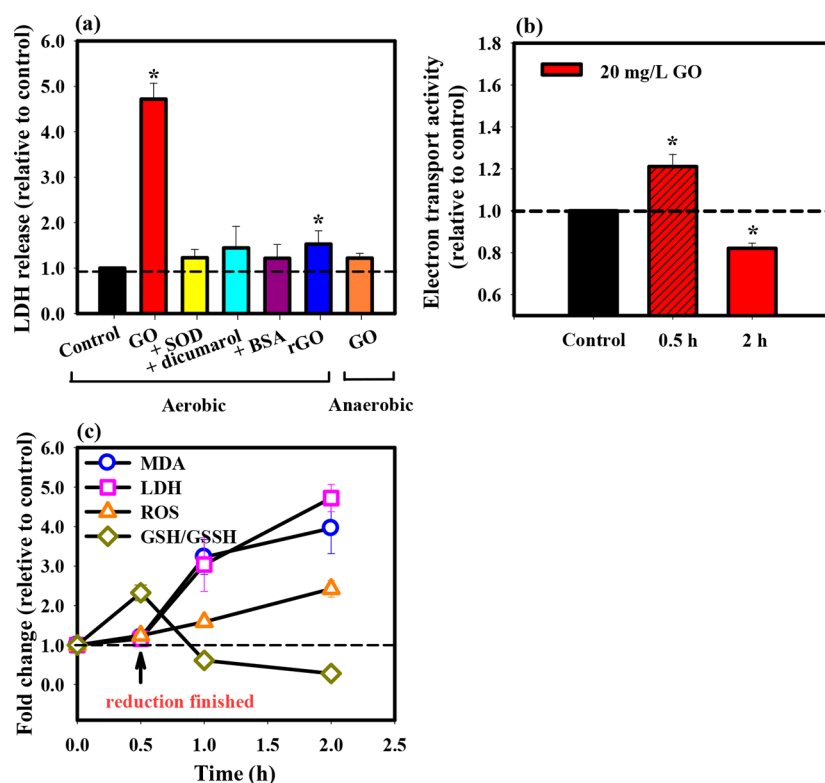 (a)
LDH release (relative to control)
6.0
5.0
4.0
3.0
2.0
1.0
0.0
*
*
Control
GO
+ SOD
+ dicumarol
+ BSA
rGO
GO
Aerobic
Anaerobic
(b)
Electron transport activity
(relative to control)
1.8
1.6
1.4
1.2
1.0
0.8
0.6
20 mg/L GO
*
*
Control 0.5 h 2 h
(c)
Fold change (reletive to control)
6.0
5.0
4.0
3.0
2.0
1.0
0.0
MDA
LDH
ROS
GSH/GSSH
reduction finished
0.0 0.5 1.0 1.5 2.0 2.5
Time (h)